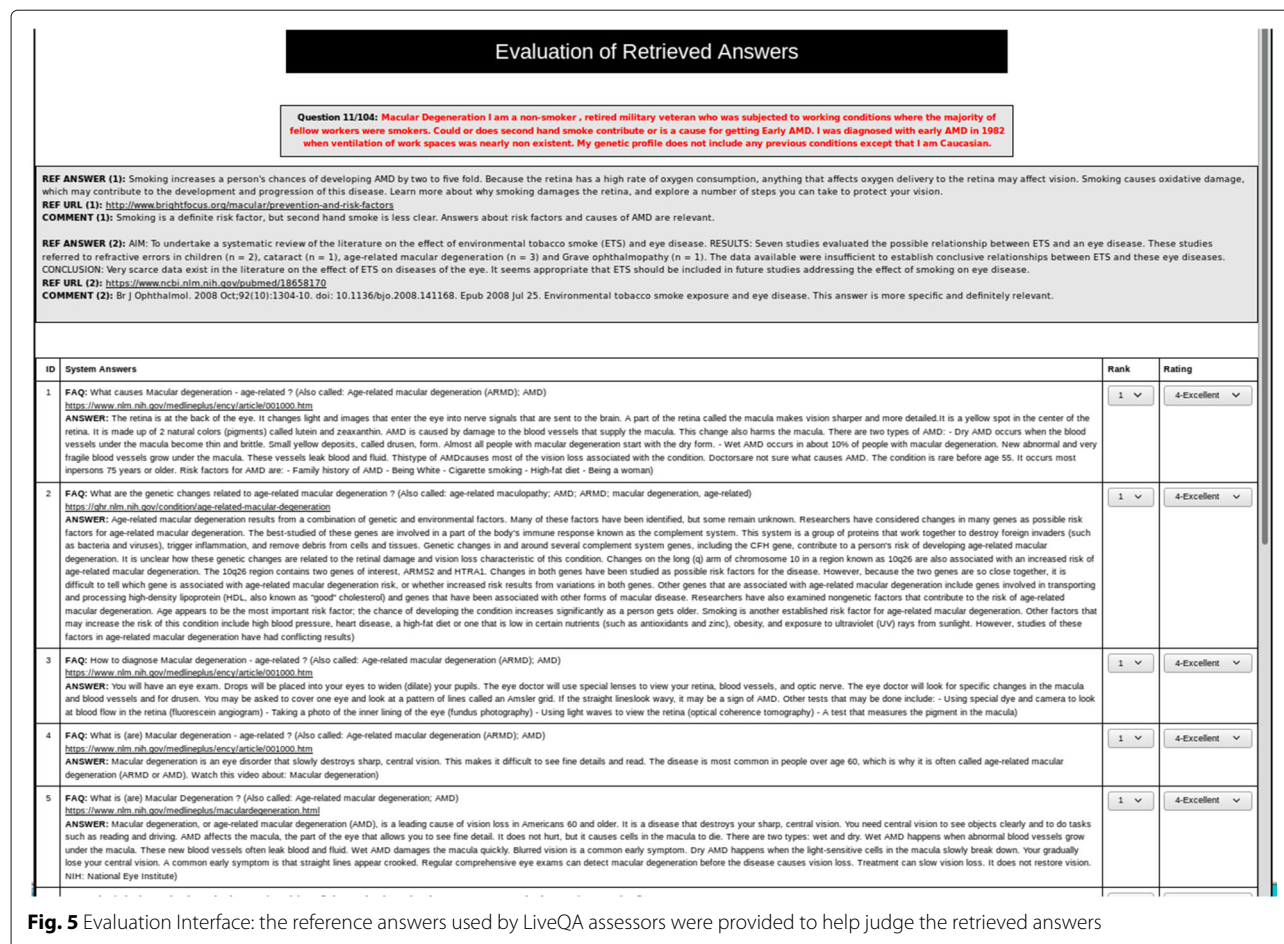 Evaluation of Retrieved Answers
Question 11/104: Macular Degeneration I am a non-smoker , retired military veteran who was subjected to working conditions where the majority of
fellow workers were smokers. Could or does second hand smoke contribute or is a cause for getting Early AMD. I was diagnosed with early AMD in 1982
when ventilation of work spaces was nearly non existent. My genetic profile does not include any previous conditions except that I am Caucasian.
REF ANSWER (1): Smoking increases a person's chances of developing AMD by two to five fold. Because the retina has a high rate of oxygen consumption, anything that affects oxygen delivery to the retina may affect vision. Smoking causes oxidative damage,
which may contribute to the development and progression of this disease. Learn more about why smoking damages the retina, and explore a number of steps you can take to protect your vision.
REF URL (1): http://www.brightfocus.org/macular/prevention-and-risk-factors
COMMENT (1): Smoking is a definite risk factor, but second hand smoke is less clear. Answers about risk factors and causes of AMD are relevant.
REF ANSWER (2): AIM: To undertake a systematic review of the literature on the effect of environmental tobacco smoke (ETS) and eye disease. RESULTS: Seven studies evaluated the possible relationship between ETS and an eye disease. These studies
referred to refractive errors in children (n = 2), cataract (n = 1), age-related macular degeneration (n = 3) and Grave ophthalmopathy (n = 1). The data available were insufficient to establish conclusive relationships between ETS and these eye diseases.
CONCLUSION: Very scarce data exist in the literature on the effect of ETS on diseases of the eye. It seems appropriate that ETS should be included in future studies addressing the effect of smoking on eye disease.
REF URL (2): https://www.ncbi.nlm.nih.gov/pubmed/18658170
COMMENT (2): Br J Ophthalmol. 2008 Oct;92(10):1304-10. doi: 10.1136/bjo.2008.141168. Epub 2008 Jul 25. Environmental tobacco smoke exposure and eye disease. This answer is more specific and definitely relevant.
ID System Answers Rank Rating
1 FAQ: What causes Macular degeneration - age-related ? (Also called: Age-related macular degeneration (ARMD); AMD) 1 4-Excellent
https://www.nlm.nih.gov/medlineplus/ency/article/001000.htm
ANSWER: The retina is at the back of the eye. It changes light and images that enter the eye into nerve signals that are sent to the brain. A part of the retina called the macula makes vision sharper and more detailed.It is a yellow spot in the center of the
retina. It is made up of 2 natural colors (pigments) called lutein and zeaxanthin. AMD is caused by damage to the blood vessels that supply the macula. This change also harms the macula. There are two types of AMD: - Dry AMD occurs when the blood
vessels under the macula become thin and brittle. Small yellow deposits, called drusen, form. Almost all people with macular degeneration start with the dry form. - Wet AMD occurs in about 10% of people with macular degeneration. New abnormal and very
fragile blood vessels grow under the macula. These vessels leak blood and fluid. Thistype of AMDcauses most of the vision loss associated with the condition. Doctorsare not sure what causes AMD. The condition is rare before age 55. It occurs most
inpersons 75 years or older. Risk factors for AMD are: - Family history of AMD - Being White - Cigarette smoking - High-fat diet - Being a woman)
2 FAQ: What are the genetic changes related to age-related macular degeneration ? (Also called: age-related maculopathy; AMD; ARMD; macular degeneration, age-related) 1 4-Excellent
https://ghr.nlm.nih.gov/condition/age-related-macular-degeneration
ANSWER: Age-related macular degeneration results from a combination of genetic and environmental factors. Many of these factors have been identified, but some remain unknown. Researchers have considered changes in many genes as possible risk
factors for age-related macular degeneration. The best-studied of these genes are involved in a part of the body's immune response known as the complement system. This system is a group of proteins that work together to destroy foreign invaders (such
as bacteria and viruses), trigger inflammation, and remove debris from cells and tissues. Genetic changes in and around several complement system genes, including the CFH gene, contribute to a person's risk of developing age-related macular
degeneration. It is unclear how these genetic changes are related to the retinal damage and vision loss characteristic of this condition. Changes on the long (q) arm of chromosome 10 in a region known as 10q26 are also associated with an increased risk of
age-related macular degeneration. The 10q26 region contains two genes of interest, ARMS2 and HTRA1. Changes in both genes have been studied as possible risk factors for the disease. However, because the two genes are so close together, it is
difficult to tell which gene is associated with age-related macular degeneration risk, or whether increased risk results from variations in both genes. Other genes that are associated with age-related macular degeneration include genes involved in transporting
and processing high-density lipoprotein (HDL, also known as "good" cholesterol) and genes that have been associated with other forms of macular disease. Researchers have also examined nongenetic factors that contribute to the risk of age-related
macular degeneration. Age appears to be the most important risk factor; the chance of developing the condition increases significantly as a person gets older. Smoking is another established risk factor for age-related macular degeneration. Other factors that
may increase the risk of this condition include high blood pressure, heart disease, a high-fat diet or one that is low in certain nutrients (such as antioxidants and zinc), obesity, and exposure to ultraviolet (UV) rays from sunlight. However, studies of these
factors in age-related macular degeneration have had conflicting results)
3 FAQ: How to diagnose Macular degeneration - age-related ? (Also called: Age-related macular degeneration (ARMD); AMD) 1 4-Excellent
https://www.nlm.nih.gov/medlineplus/ency/article/001000.htm
ANSWER: You will have an eye exam. Drops will be placed into your eyes to widen (dilate) your pupils. The eye doctor will use special lenses to view your retina, blood vessels, and optic nerve. The eye doctor will look for specific changes in the macula
and blood vessels and for drusen. You may be asked to cover one eye and look at a pattern of lines called an Amsler grid. If the straight lineslook wavy, it may be a sign of AMD. Other tests that may be done include: - Using special dye and camera to look
at blood flow in the retina (fluorescein angiogram) - Taking a photo of the inner lining of the eye (fundus photography) - Using light waves to view the retina (optical coherence tomography) - A test that measures the pigment in the macula)
4 FAQ: What is (are) Macular degeneration - age-related ? (Also called: Age-related macular degeneration (ARMD); AMD) 1 4-Excellent
https://www.nlm.nih.gov/medlineplus/ency/article/001000.htm
ANSWER: Macular degeneration is an eye disorder that slowly destroys sharp, central vision. This makes it difficult to see fine details and read. The disease is most common in people over age 60, which is why it is often called age-related macular
degeneration (ARMD or AMD). Watch this video about: Macular degeneration)
5 FAQ: What is (are) Macular Degeneration ? (Also called: Age-related macular degeneration; AMD) 1 4-Excellent
https://www.nlm.nih.gov/medlineplus/maculardegeneration.html
ANSWER: Macular degeneration, or age-related macular degeneration (AMD), is a leading cause of vision loss in Americans 60 and older. It is a disease that destroys your sharp, central vision. You need central vision to see objects clearly and to do tasks
such as reading and driving. AMD affects the macula, the part of the eye that allows you to see fine detail. It does not hurt, but it causes cells in the macula to die. There are two types: wet and dry. Wet AMD happens when abnormal blood vessels grow
under the macula. These new blood vessels often leak blood and fluid. Wet AMD damages the macula quickly. Blurred vision is a common early symptom. Dry AMD happens when the light-sensitive cells in the macula slowly break down. Your gradually
lose your central vision. A common early symptom is that straight lines appear crooked. Regular comprehensive eye exams can detect macular degeneration before the disease causes vision loss. Treatment can slow vision loss. It does not restore vision.
NIH: National Eye Institute)
Fig. 5 Evaluation Interface: the reference answers used by LiveQA assessors were provided to help judge the retrieved answers